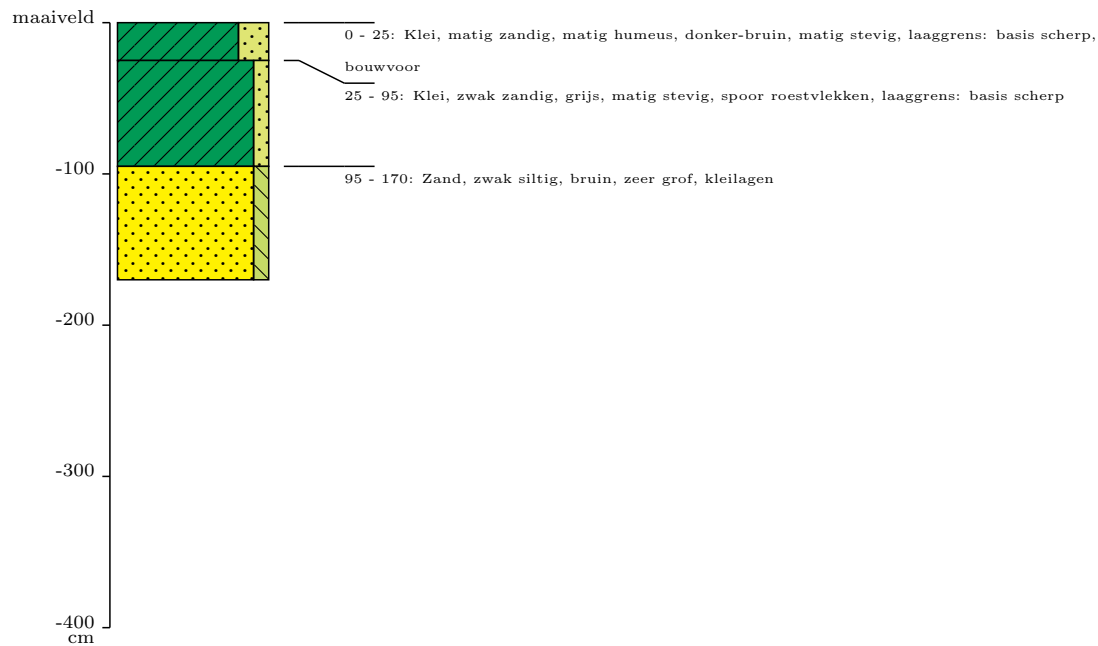 maaiveld
0 - 25: Klei, matig zandig, matig humeus, donker-bruin, matig stevig, laaggrens: basis scherp,
bouwvoor
25 - 95: Klei, zwak zandig, grijs, matig stevig, spoor roestvlekken, laaggrens: basis scherp
-100
95 - 170: Zand, zwak siltig, bruin, zeer grof, kleilagen
-200
-300
-400
cm